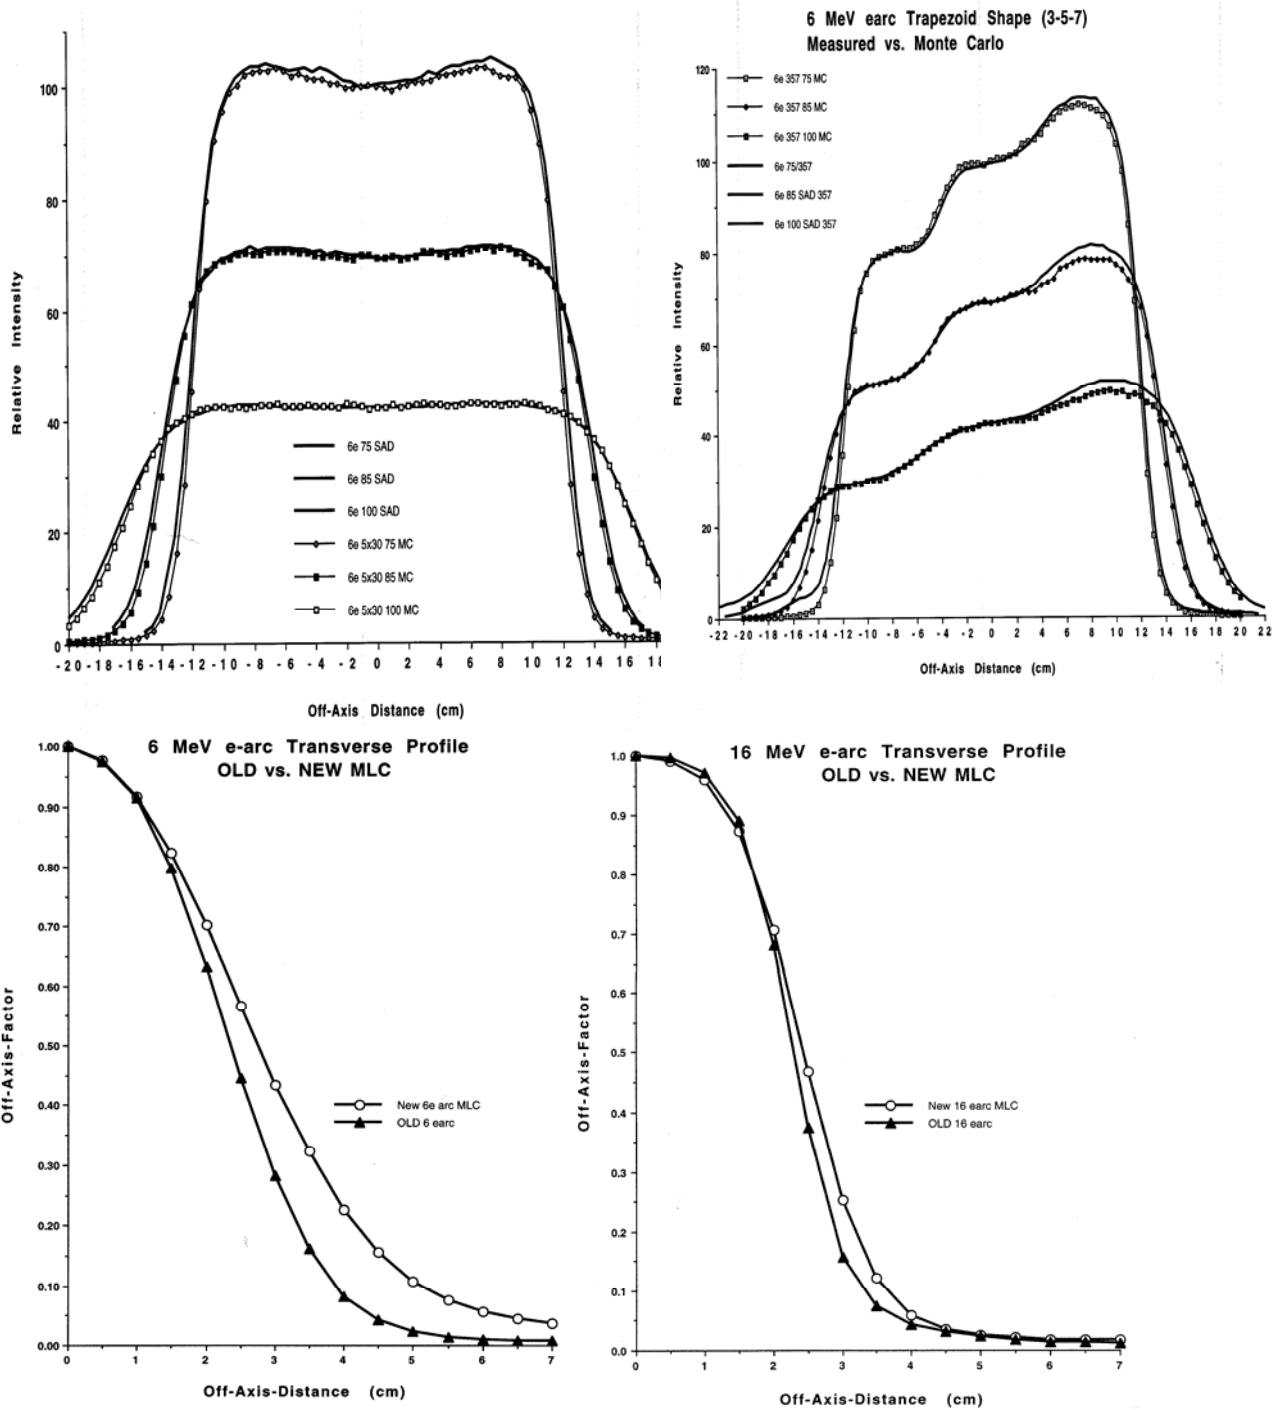 100
80
60
40
20
0
Relative Intensity
6e 75 SAD
6e 85 SAD
6e 100 SAD
6e 5x30 75 MC
6e 5x30 85 MC
6e 5x30 100 MC
-20 -18 -16 -14 -12 -10 -8 -6 -4 -2 0 2 4 6 8 10 12 14 16 18
Off-Axis Distance (cm)
6 MeV earc Trapezoid Shape (3-5-7)
Measured vs. Monte Carlo
120
100
80
60
40
20
0
Relative Intensity
6e 357 75 MC
6e 357 85 MC
6e 357 100 MC
6e 75/357
6e 85 SAD 357
6e 100 SAD 357
-22 -20 -18 -16 -14 -12 -10 -8 -6 -4 -2 0 2 4 6 8 10 12 14 16 18 20 22
Off-Axis Distance (cm)
6 MeV e-arc Transverse Profile
OLD vs. NEW MLC
1.00
0.90
0.80
0.70
0.60
0.50
0.40
0.30
0.20
0.10
0.00
Off-Axis-Factor
New 6e arc MLC
OLD 6 earc
0 1 2 3 4 5 6 7
Off-Axis-Distance (cm)
16 MeV e-arc Transverse Profile
OLD vs. NEW MLC
1.0
0.9
0.8
0.7
0.6
0.5
0.4
0.3
0.2
0.1
0.0
Off-Axis-Factor
New 16 earc MLC
OLD 16 earc
0 1 2 3 4 5 6 7
Off-Axis-Distance (cm)